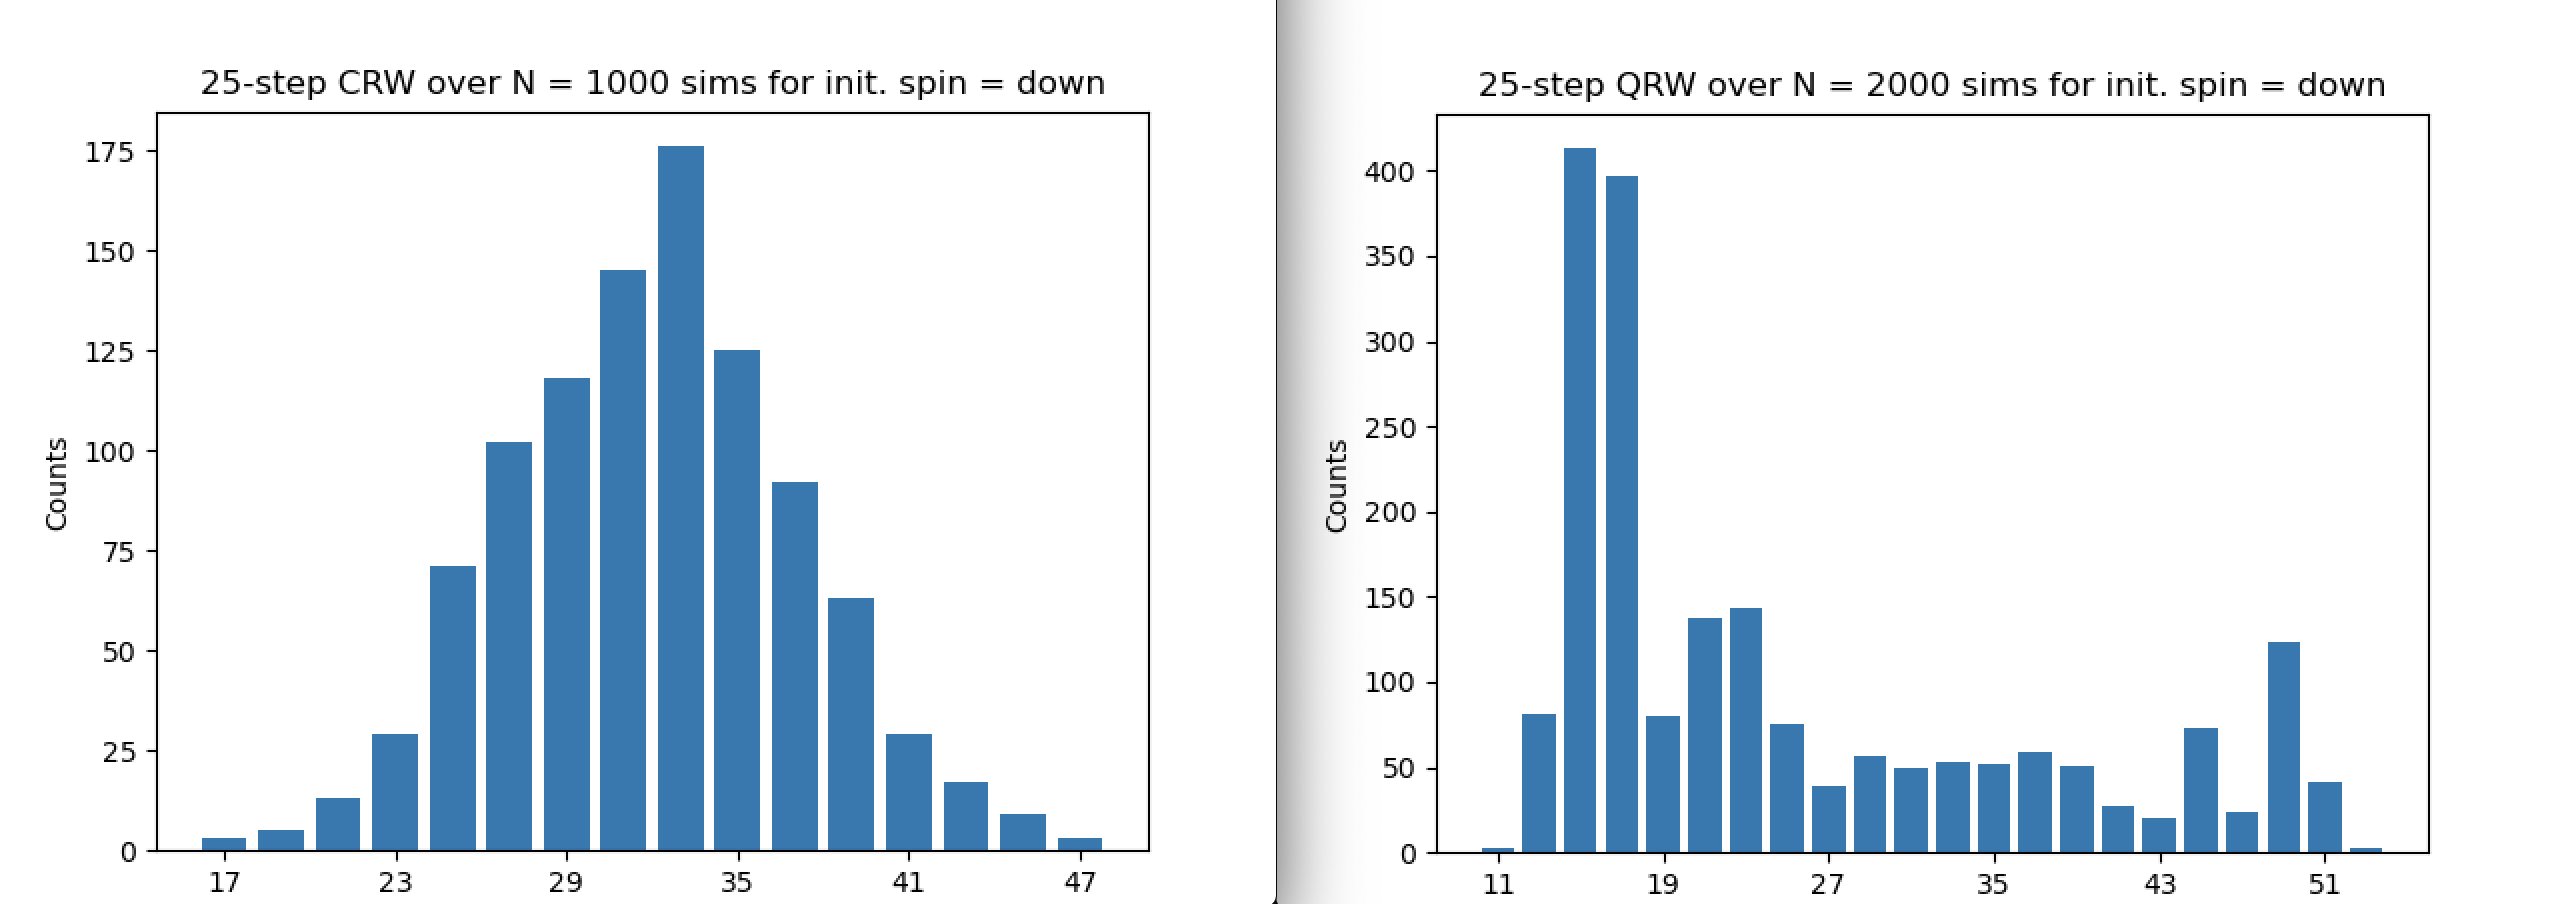 25-step CRW over N = 1000 sims for init. spin = down
Counts
175
150
125
100
75
50
25
0
17 23 29 35 41 47
25-step QRW over N = 2000 sims for init. spin = down
Counts
400
350
300
250
200
150
100
50
0
11 19 27 35 43 51